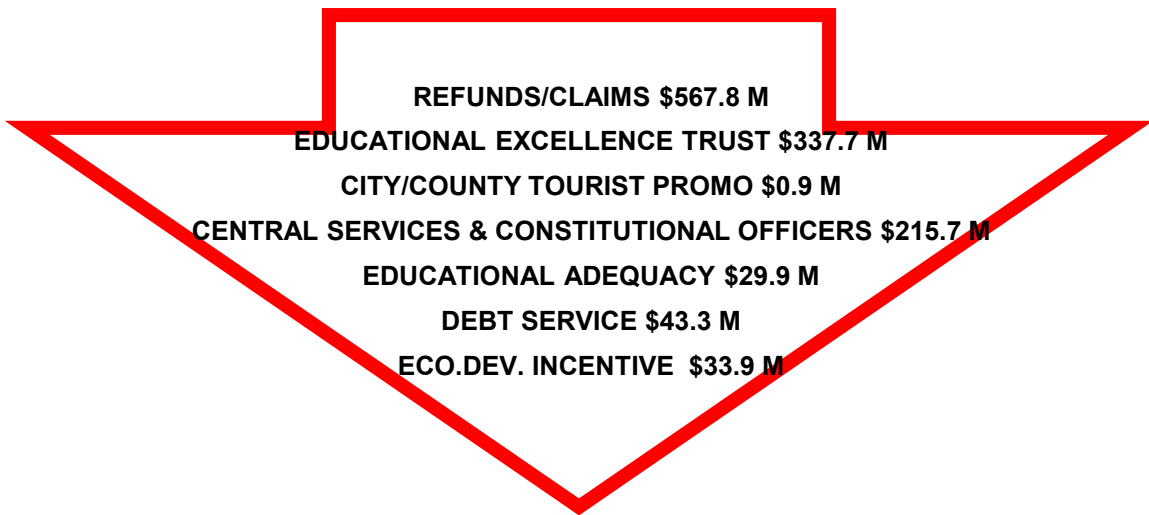 REFUNDS/CLAIMS $567.8 M
EDUCATIONAL EXCELLENCE TRUST $337.7 M
CITY/COUNTY TOURIST PROMO $0.9 M
CENTRAL SERVICES & CONSTITUTIONAL OFFICERS $215.7 M
EDUCATIONAL ADEQUACY $29.9 M
DEBT SERVICE $43.3 M
ECO.DEV. INCENTIVE  $33.9 M